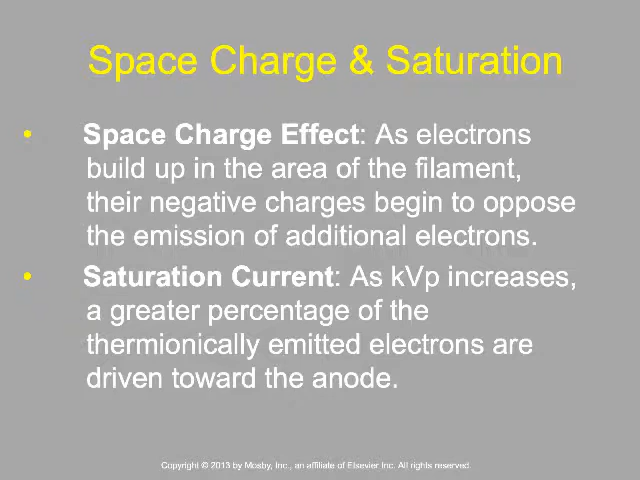 Space Charge & Saturation
• Space Charge Effect: As electrons
build up in the area of the filament,
their negative charges begin to oppose
the emission of additional electrons.
• Saturation Current: As kVp increases,
a greater percentage of the
thermionically emitted electrons are
driven toward the anode.
Copyright © 2013 by Mosby, Inc., an affiliate of Elsevier Inc. All rights reserved.